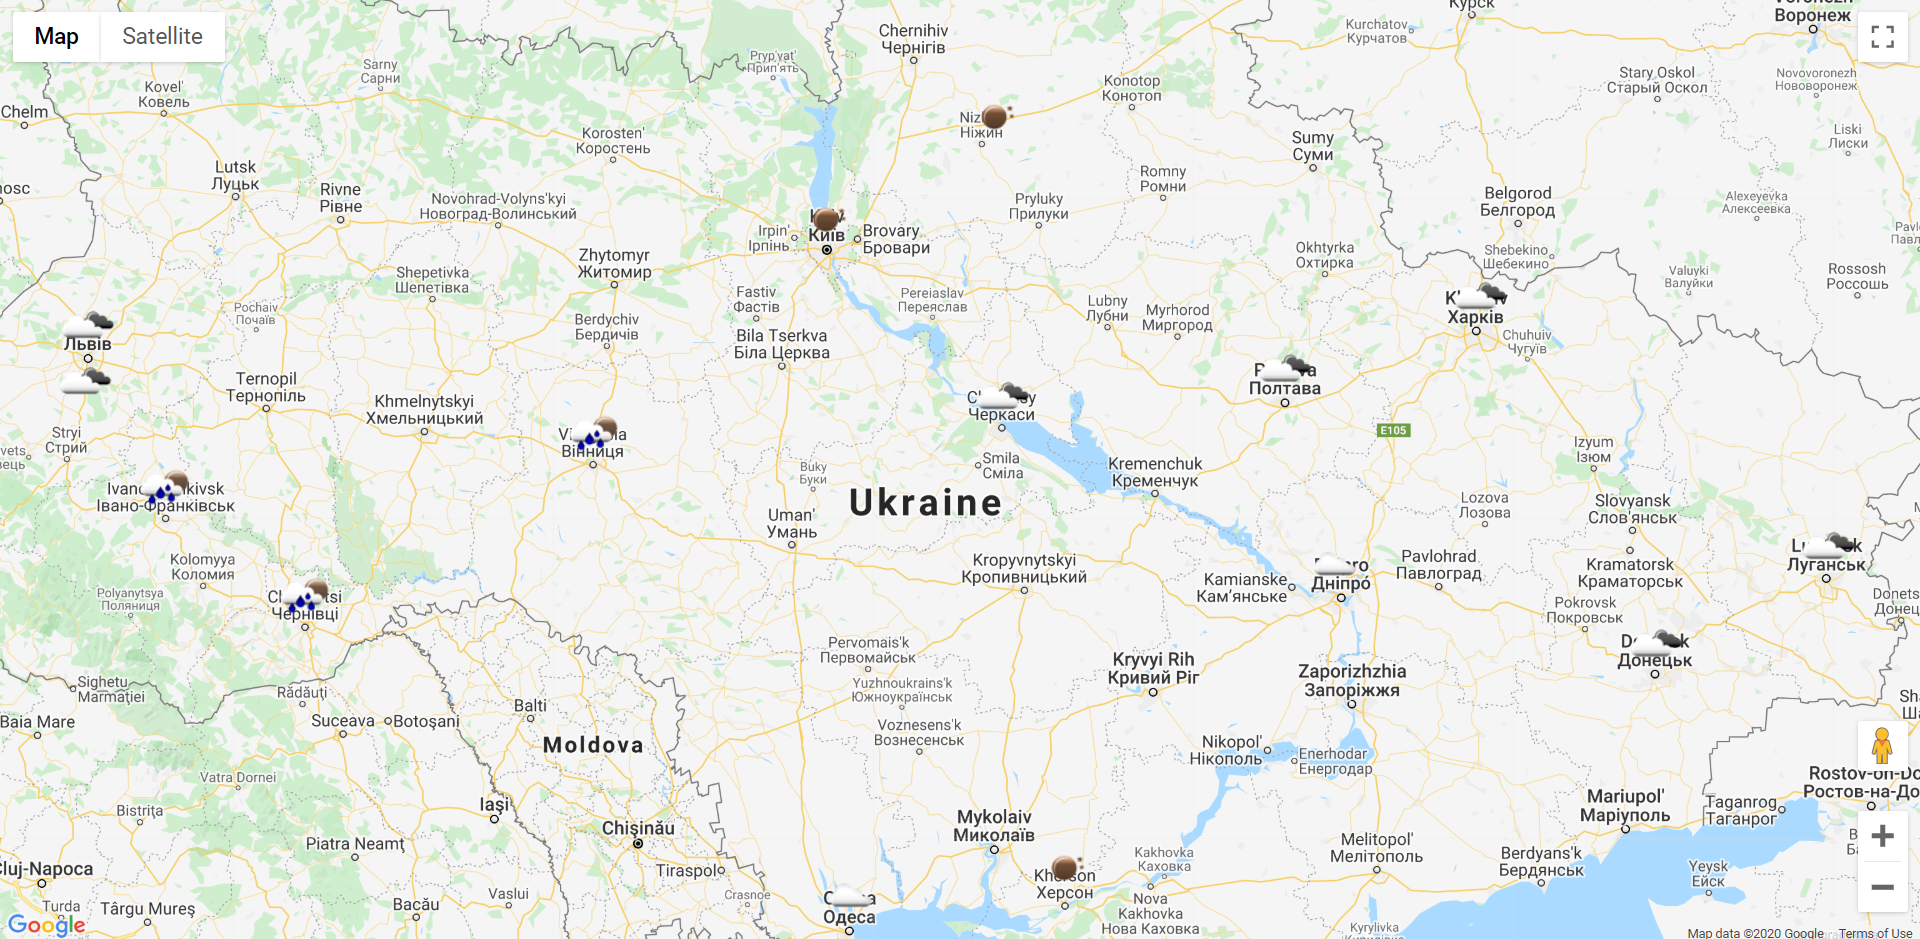 Map
Satellite
Chernihiv
Чернігів
Kurchatov
Курчатов
Курск
Воронеж
Sarny
Сарни
Pryp'yat'
Прип'ять
Kovel'
Ковель
Konotop
Конотоп
Stary Oskol
Старый Оскол
Novovoronezh
Нововоронеж
Chelm
Ніжин
Korosten'
Коростень
Sumy
Суми
Liski
Лиски
Lutsk
Луцьк
Rivne
Рівне
Romny
Ромни
Novohrad-Volyns'kyi
Новоград-Волинський
Pryluky
Прилуки
Belgorod
Белгород
Alexeyevka
Алексеевка
Київ
Irpin'
Ірпінь
Brovary
Бровари
Zhytomyr
Житомир
Okhtyrka
Охтирка
Shebekino
Шебекино
Shepetivka
Шепетівка
Valuyki
Валуйки
Rossosh
Россошь
Pochaiv
Почаїв
Fastiv
Фастів
Pereiaslav
Переяслав
Lubny
Лубни
Myrhorod
Миргород
Харків
Berdychiv
Бердичів
Bila Tserkva
Біла Церква
Chuhuiv
Чугуїв
Львів
Ternopil
Тернопіль
Полтава
Khmelnytskyi
Хмельницький
Черкаси
E105
Stryi
Стрий
Вінниця
Izyum
Ізюм
Smila
Сміла
Buky
Буки
Kremenchuk
Кременчук
Івано-Франківськ
Ukraine
Lozova
Лозова
Slovyansk
Слов'янськ
Uman'
Умань
Луганськ
Kolomyya
Коломия
Kropyvnytskyi
Кропивницький
Pavlohrad
Павлоград
Kramatorsk
Краматорськ
Kamianske
Кам'янське
Дніпро́
Polyanytsya
Поляниця
Чернівці
Pokrovsk
Покровськ
Pervomais'k
Первомайськ
Kryvyi Rih
Кривий Ріг
Zaporizhzhia
Запоріжжя
Донецьк
Sighetu
Marmației
Rădăuți
Yuzhnoukrains'k
Южноукраїнськ
Baia Mare
Suceava
Botoșani
Balti
Voznesens'k
Вознесенськ
Moldova
Nikopol'
Нікополь
Enerhodar
Енергодар
Vatra Dornei
Rostov-on-Do
Ростов-на-До
Bistrița
Iași
Mariupol'
Маріуполь
Taganrog
Таганрог
Mykolaiv
Миколаїв
Chișinău
Piatra Neamț
Melitopol'
Мелітополь
Berdyans'k
Бердянськ
Kakhovka
Каховка
Cluj-Napoca
Tiraspol
Херсон
Yeysk
Ейск
Turda
Târgu Mureș
Bacău
Vaslui
Crasnoe
Красное
Одеса
Nova
Kakhovka
Нова Каховка
Kyrylivka
Google
Map data ©2020 Google
Terms of Use